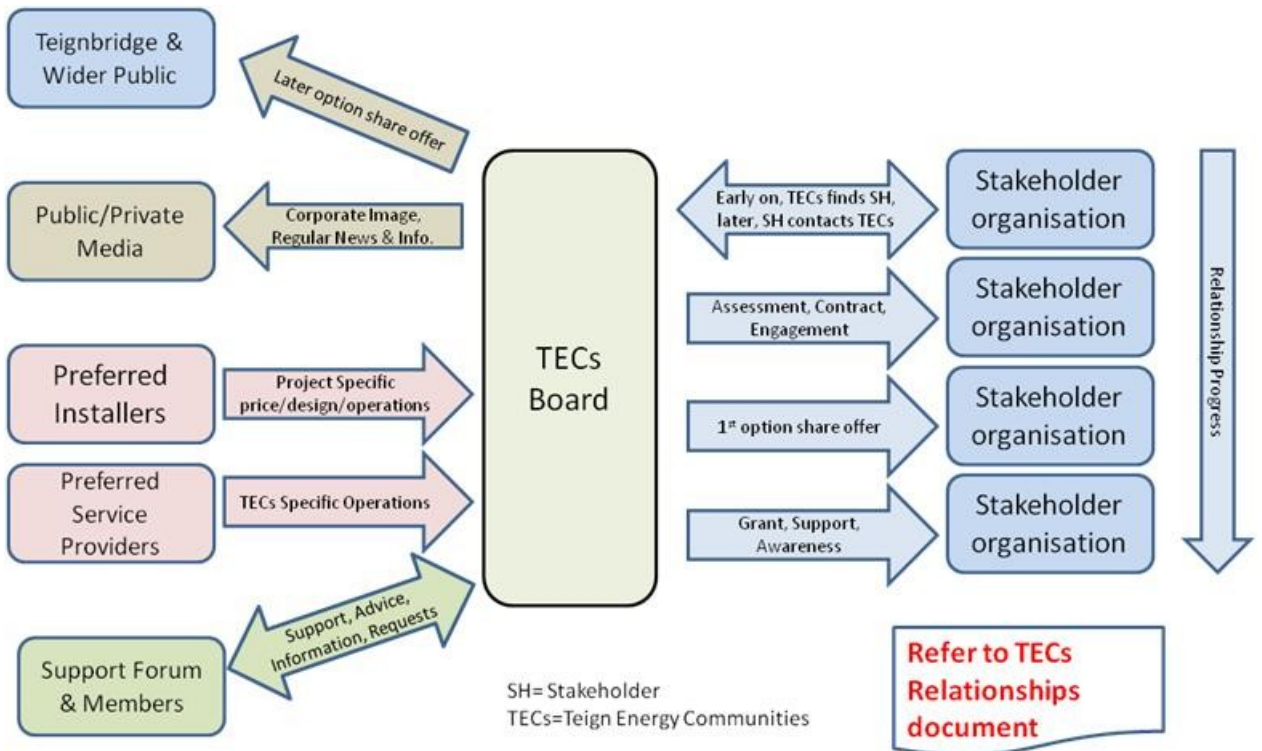 Teignbridge &
Wider Public
Later option share offer
Public/Private
Media
Corporate Image,
Regular News & Info.
Preferred
Installers
Project Specific
price/design/operations
Preferred
Service
Providers
TECs Specific Operations
Support Forum
& Members
Support, Advice,
Information, Requests
TECs
Board
Early on, TECs finds SH,
later, SH contacts TECs
Stakeholder
organisation
Assessment, Contract,
Engagement
Stakeholder
organisation
1st option share offer
Stakeholder
organisation
Grant, Support,
Awareness
Stakeholder
organisation
Relationship Progress
SH= Stakeholder
TECs=Teign Energy Communities
Refer to TECs
Relationships
document